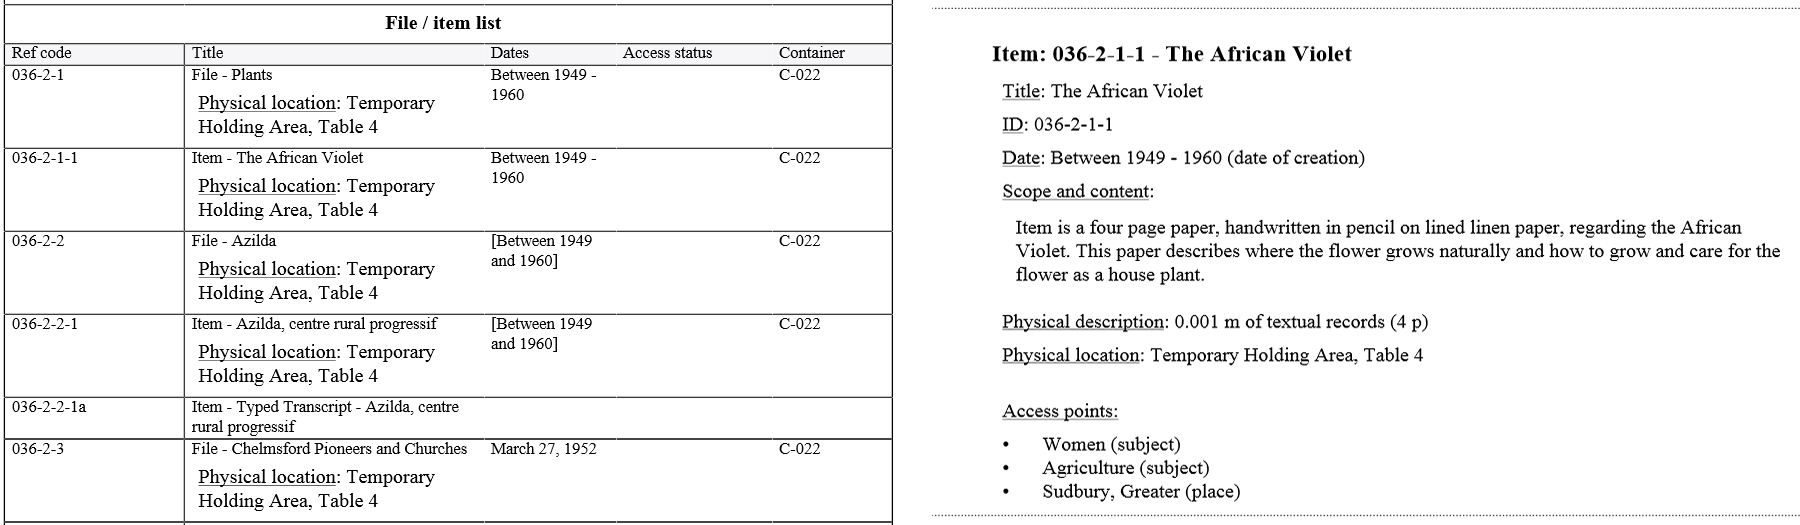 File / item list
Ref code Title Dates Access status Container
036-2-1 File - Plants Between 1949 - C-022
1960
Physical location: Temporary
Holding Area, Table 4
036-2-1-1 Item - The African Violet Between 1949 - C-022
1960
Physical location: Temporary
Holding Area, Table 4
036-2-2 File - Azilda [Between 1949 C-022
and 1960]
Physical location: Temporary
Holding Area, Table 4
036-2-2-1 Item - Azilda, centre rural progressif [Between 1949 C-022
and 1960]
Physical location: Temporary
Holding Area, Table 4
036-2-2-1a Item - Typed Transcript - Azilda, centre
rural progressif
036-2-3 File - Chelmsford Pioneers and Churches March 27, 1952 C-022
Physical location: Temporary
Holding Area, Table 4
Item: 036-2-1-1 - The African Violet
Title: The African Violet
ID: 036-2-1-1
Date: Between 1949 - 1960 (date of creation)
Scope and content:
Item is a four page paper, handwritten in pencil on lined linen paper, regarding the African
Violet. This paper describes where the flower grows naturally and how to grow and care for the
flower as a house plant.
Physical description: 0.001 m of textual records (4 p)
Physical location: Temporary Holding Area, Table 4
Access points:
• Women (subject)
• Agriculture (subject)
• Sudbury, Greater (place)